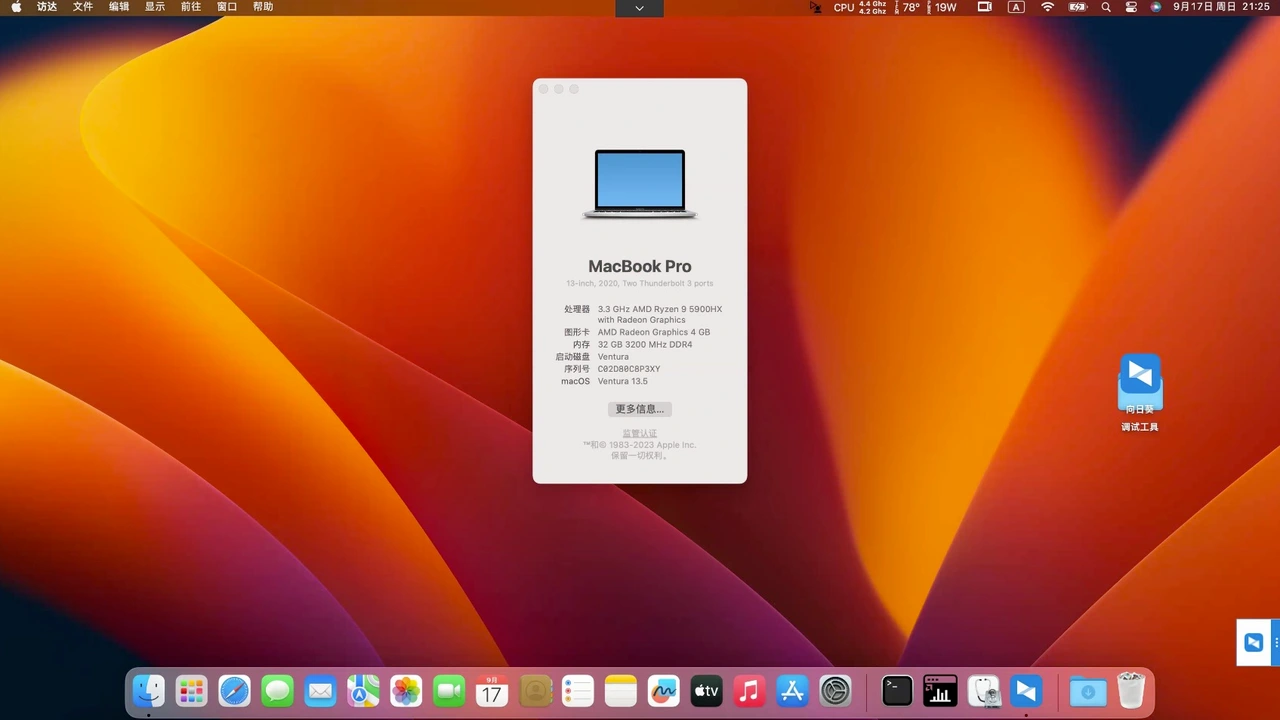 访达 文件 编辑 显示 前往 窗口 帮助
CPU 4.4 Ghz 4.2 Ghz 78° 19W A 9月17日 周日 21:25
MacBook Pro
13-inch, 2020, Two Thunderbolt 3 ports
处理器 3.3 GHz AMD Ryzen 9 5900HX
with Radeon Graphics
图形卡 AMD Radeon Graphics 4 GB
内存 32 GB 3200 MHz DDR4
启动磁盘 Ventura
序列号 C02D80C8P3XY
macOS Ventura 13.5
更多信息...
监管认证
™和© 1983-2023 Apple Inc.
保留一切权利。
向日葵
调试工具
9月
17
tv